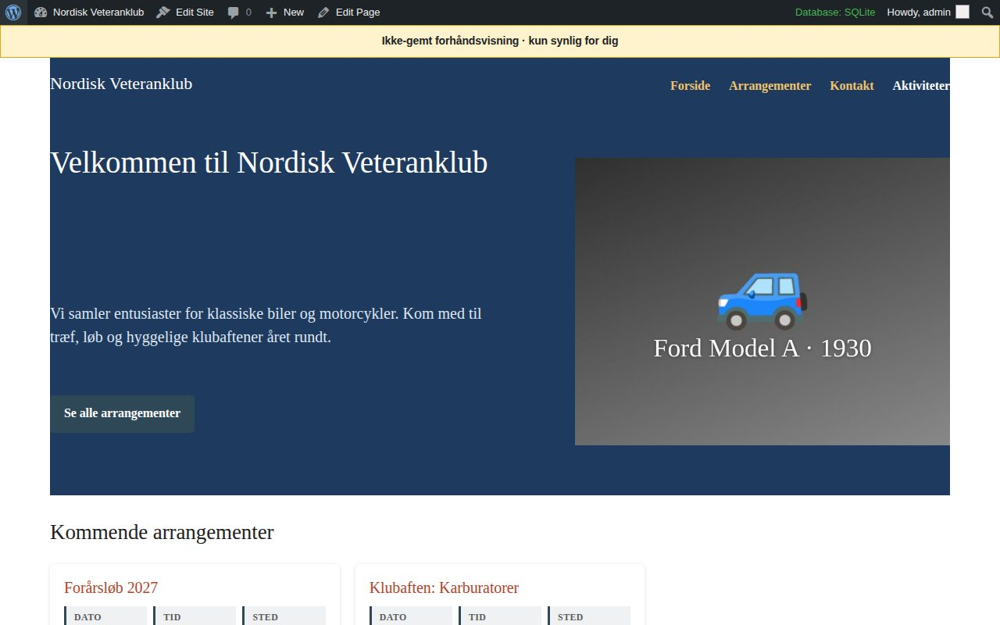 Nordisk Veteranklub Edit Site 0 New Edit Page Database: SQLite Howdy, admin
Ikke-gemt forhåndsvisning · kun synlig for dig
Nordisk Veteranklub
Forside Arrangementer Kontakt Aktiviteter
Velkommen til Nordisk Veteranklub
Vi samler entusiaster for klassiske biler og motorcykler. Kom med til
træf, løb og hyggelige klubaftener året rundt.
Se alle arrangementer
Ford Model A · 1930
Kommende arrangementer
Forårsløb 2027
DATO TID STED
Klubaften: Karburatorer
DATO TID STED